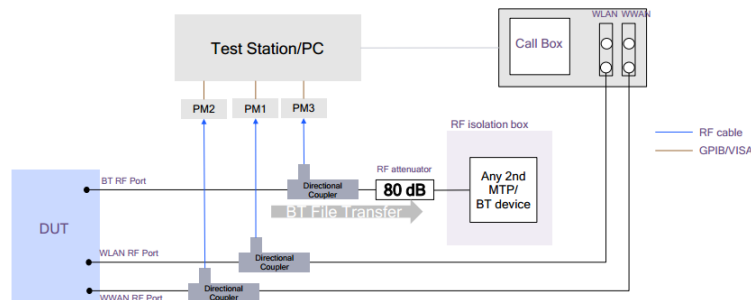 WLAN WWAN
Test Station/PC
Call Box
PM2
PM1
PM3
RF isolation box
RF cable
GPIB/VISA
RF attenuator
BT RF Port
Directional
Coupler
80 dB
Any 2nd
MTP/
BT device
BT File Transfer
DUT
WLAN RF Port
Directional
Coupler
Directional
Coupler
WWAN RF Port